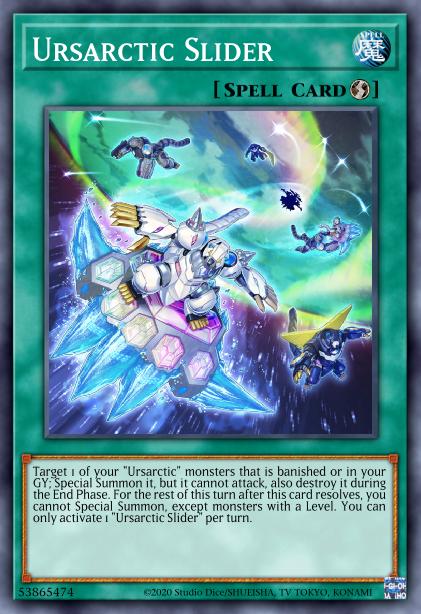 URSARCTIC SLIDER
SPELL
魔
[SPELL CARD]
Target 1 of your "Ursarctic" monsters that is banished or in your
GY; Special Summon it, but it cannot attack, also destroy it during
the End Phase. For the rest of this turn after this card resolves, you
cannot Special Summon, except monsters with a Level. You can
only activate 1 "Ursarctic Slider" per turn.
53865474
©2020 Studio Dice/SHUEISHA, TV TOKYO, KONAMI